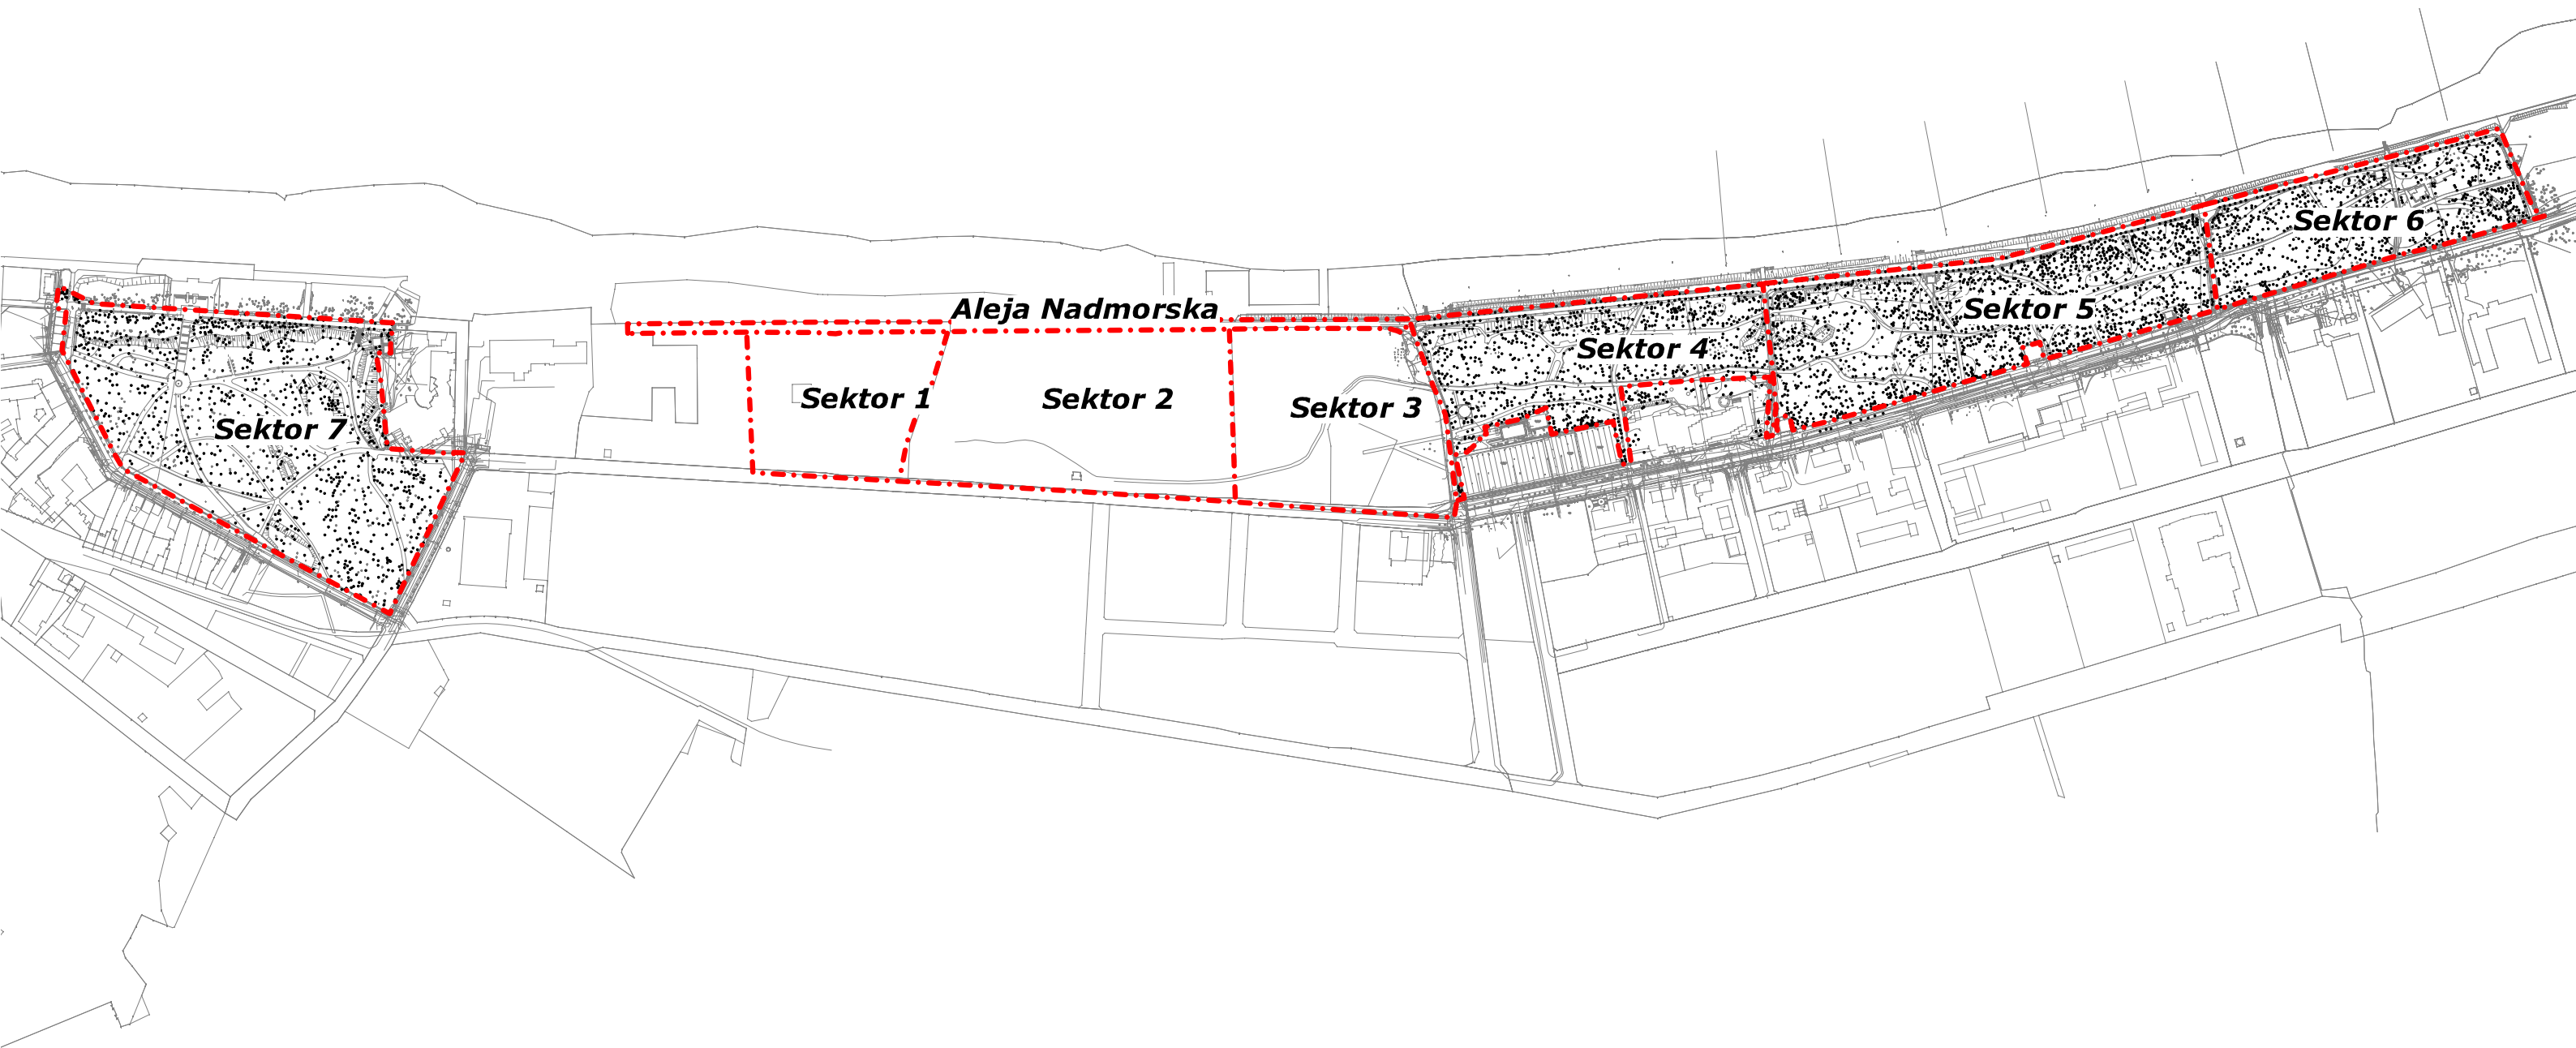 Sektor 6
Aleja Nadmorska
Sektor 5
Sektor 4
Sektor 1
Sektor 2
Sektor 3
Sektor 7